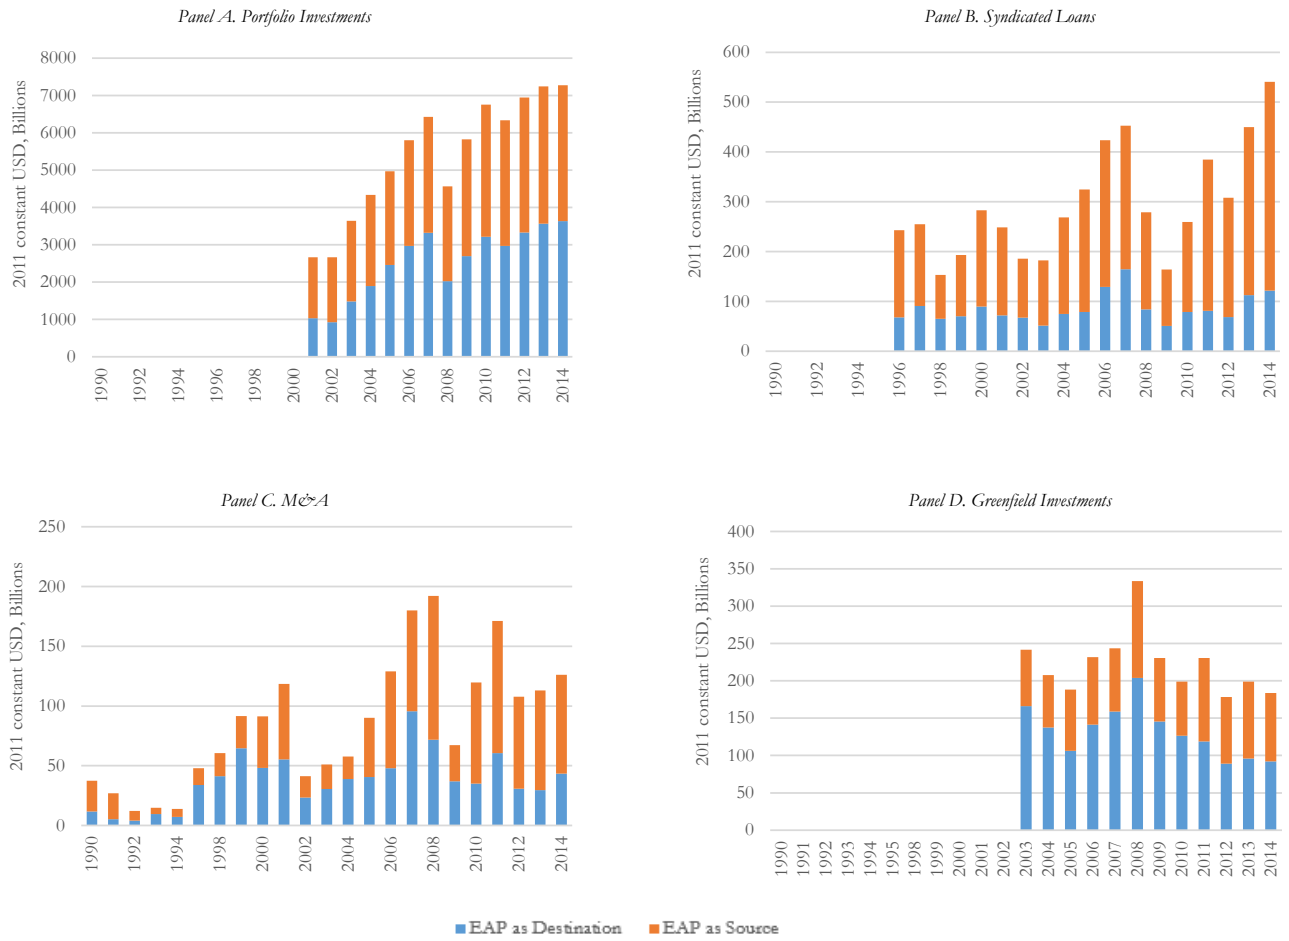 Panel A. Portfolio Investments
2011 constant USD, Billions
8000
7000
6000
5000
4000
3000
2000
1000
0
1990 1992 1994 1996 1998 2000 2002 2004 2006 2008 2010 2012 2014
Panel B. Syndicated Loans
2011 constant USD, Billions
600
500
400
300
200
100
0
1990 1992 1994 1996 1998 2000 2002 2004 2006 2008 2010 2012 2014
Panel C. M&A
2011 constant USD, Billions
250
200
150
100
50
0
1990 1992 1994 1998 2000 2002 2004 2006 2008 2010 2012 2014
Panel D. Greenfield Investments
2011 constant USD, Billions
400
350
300
250
200
150
100
50
0
1990 1991 1992 1993 1994 1995 1998 1999 2000 2001 2002 2003 2004 2005 2006 2007 2008 2009 2010 2011 2012 2013 2014
EAP as Destination EAP as Source